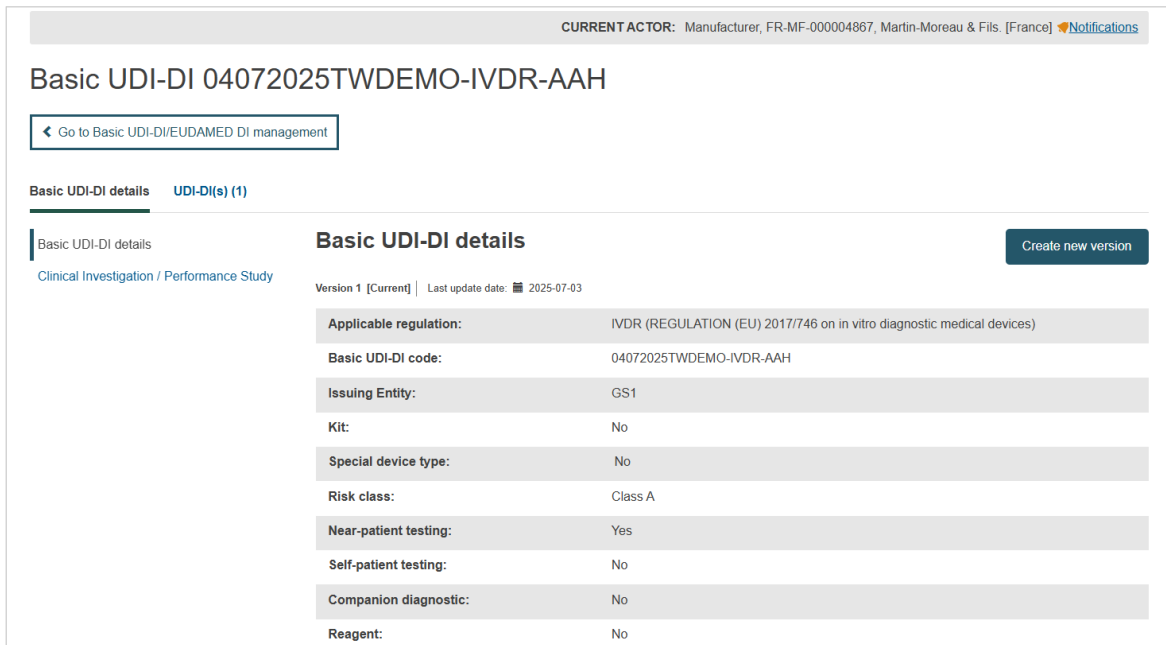 CURRENT ACTOR: Manufacturer, FR-MF-000004867, Martin-Moreau & Fils. [France] Notifications
Basic UDI-DI 04072025TWDEMO-IVDR-AAH
Go to Basic UDI-DI/EUDAMED DI management
Basic UDI-DI details UDI-DI(s) (1)
Basic UDI-DI details
Clinical Investigation / Performance Study
Basic UDI-DI details
Create new version
Version 1 [Current] Last update date: 2025-07-03
Applicable regulation: IVDR (REGULATION (EU) 2017/746 on in vitro diagnostic medical devices)
Basic UDI-DI code: 04072025TWDEMO-IVDR-AAH
Issuing Entity: GS1
Kit: No
Special device type: No
Risk class: Class A
Near-patient testing: Yes
Self-patient testing: No
Companion diagnostic: No
Reagent: No